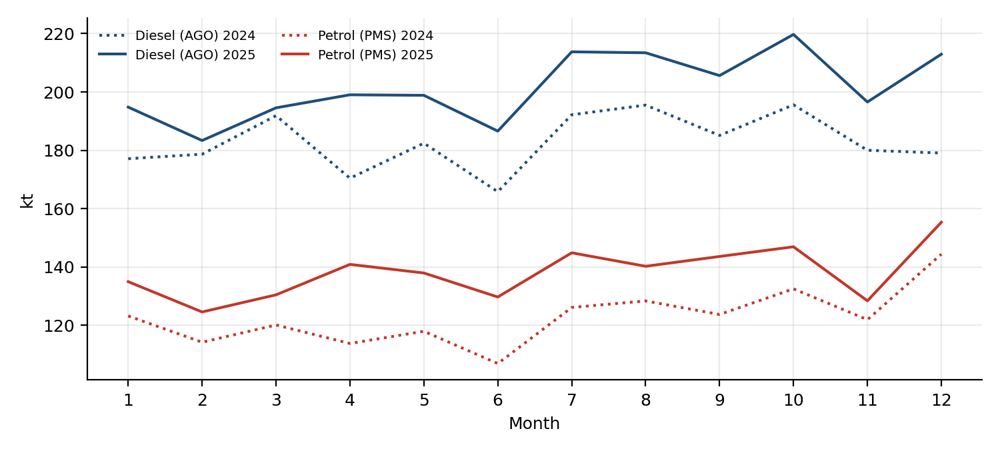 Diesel (AGO) 2024
Diesel (AGO) 2025
Petrol (PMS) 2024
Petrol (PMS) 2025
kt
220
200
180
160
140
120
1 2 3 4 5 6 7 8 9 10 11 12
Month